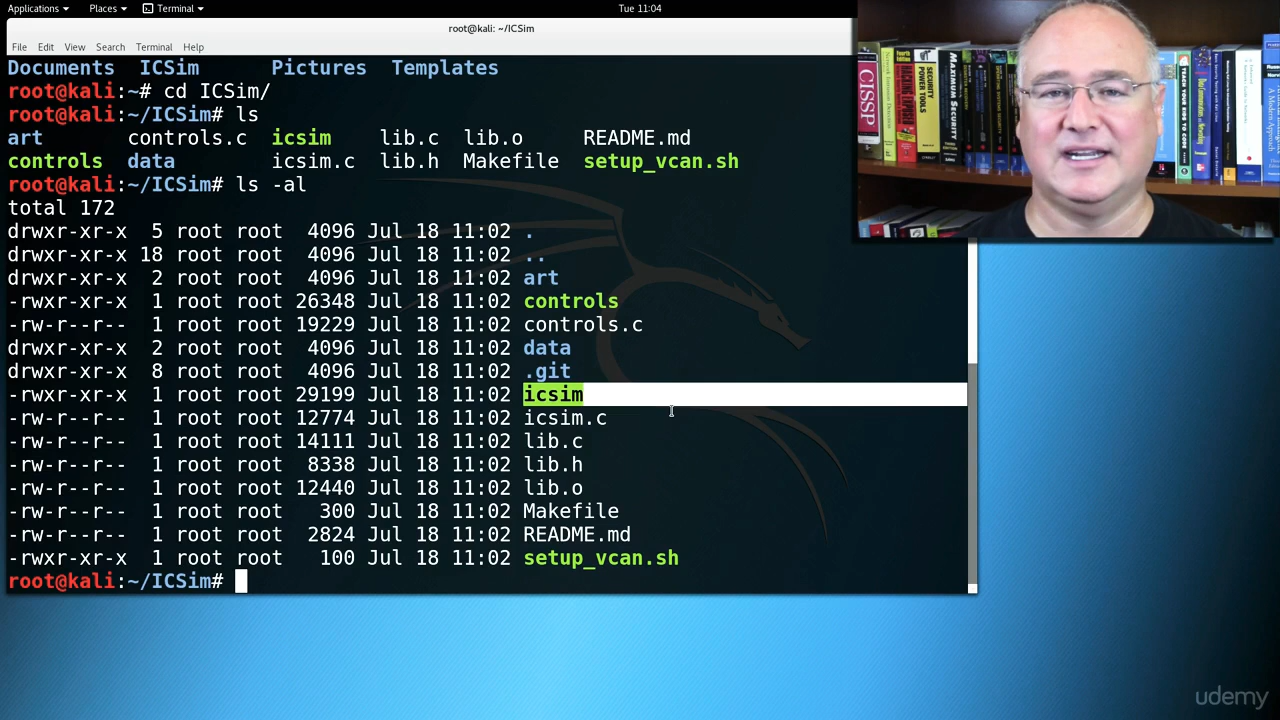 Applications Places Terminal Tue 11:04
root@kali: ~/ICSim
File Edit View Search Terminal Help
Documents ICSim Pictures Templates
root@kali:~# cd ICSim/
root@kali:~/ICSim# ls
art controls.c icsim lib.c lib.o README.md
controls data icsim.c lib.h Makefile setup_vcan.sh
root@kali:~/ICSim# ls -al
total 172
drwxr-xr-x 5 root root 4096 Jul 18 11:02 .
drwxr-xr-x 18 root root 4096 Jul 18 11:02 ..
drwxr-xr-x 2 root root 4096 Jul 18 11:02 art
-rwxr-xr-x 1 root root 26348 Jul 18 11:02 controls
-rw-r--r-- 1 root root 19229 Jul 18 11:02 controls.c
drwxr-xr-x 2 root root 4096 Jul 18 11:02 data
drwxr-xr-x 8 root root 4096 Jul 18 11:02 .git
-rwxr-xr-x 1 root root 29199 Jul 18 11:02 icsim
-rw-r--r-- 1 root root 12774 Jul 18 11:02 icsim.c
-rw-r--r-- 1 root root 14111 Jul 18 11:02 lib.c
-rw-r--r-- 1 root root 8338 Jul 18 11:02 lib.h
-rw-r--r-- 1 root root 12440 Jul 18 11:02 lib.o
-rw-r--r-- 1 root root 300 Jul 18 11:02 Makefile
-rw-r--r-- 1 root root 2824 Jul 18 11:02 README.md
-rwxr-xr-x 1 root root 100 Jul 18 11:02 setup_vcan.sh
root@kali:~/ICSim#
CISSP
SECURITY POWER TOOLS
MAXIMUM SECURITY
udemy